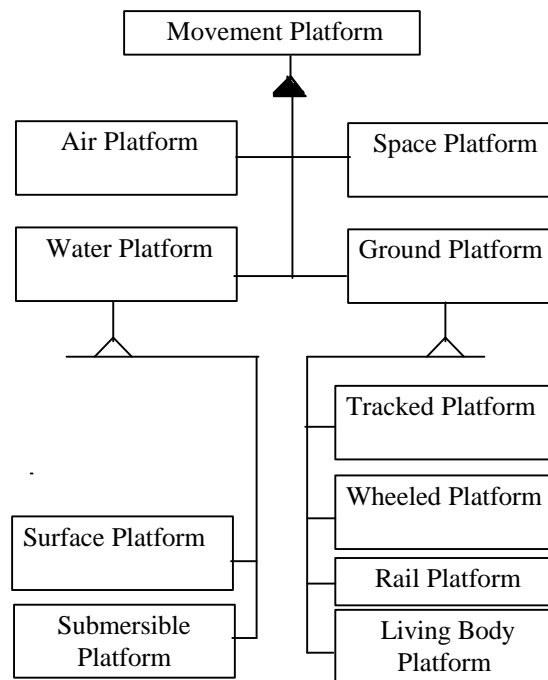 Movement Platform
Air Platform
Space Platform
Water Platform
Ground Platform
Tracked Platform
Wheeled Platform
Surface Platform
Rail Platform
Submersible
Platform
Living Body
Platform